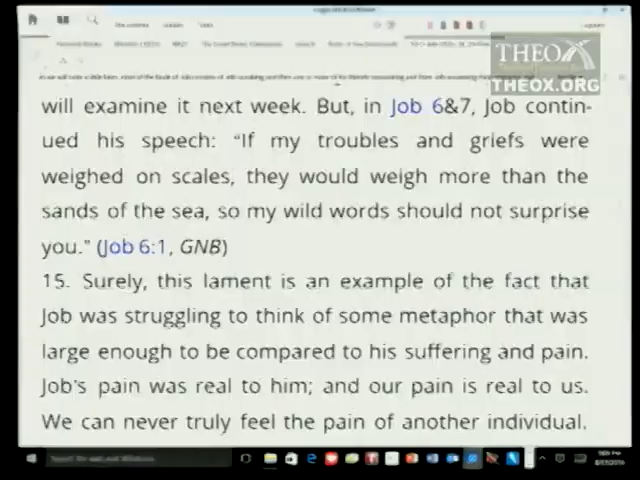 THEOX
THEOX.ORG
will examine it next week. But, in Job 6&7, Job contin-
ued his speech: “If my troubles and griefs were
weighed on scales, they would weigh more than the
sands of the sea, so my wild words should not surprise
you.” (Job 6:1, GNB)
15. Surely, this lament is an example of the fact that
Job was struggling to think of some metaphor that was
large enough to be compared to his suffering and pain.
Job's pain was real to him; and our pain is real to us.
We can never truly feel the pain of another individual.